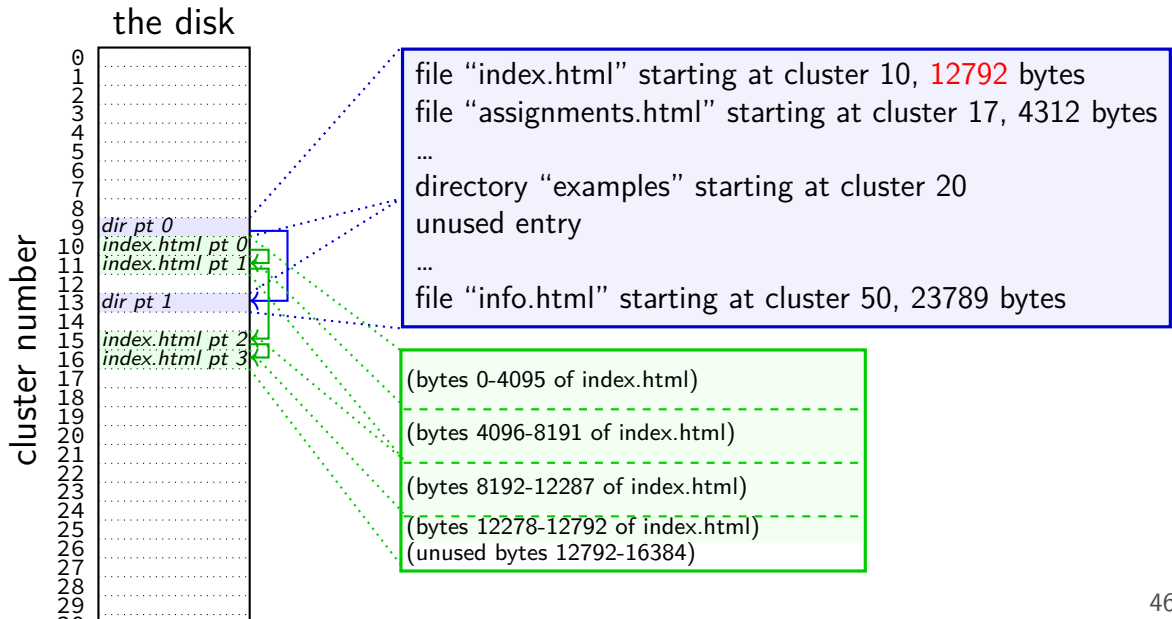 the disk
cluster number
0
1
2
3
4
5
6
7
8
9
10
11
12
13
14
15
16
17
18
19
20
21
22
23
24
25
26
27
28
29
dir pt 0
index.html pt 0
index.html pt 1
dir pt 1
index.html pt 2
index.html pt 3
file “index.html” starting at cluster 10, 12792 bytes
file “assignments.html” starting at cluster 17, 4312 bytes
…
directory “examples” starting at cluster 20
unused entry
…
file “info.html” starting at cluster 50, 23789 bytes
(bytes 0-4095 of index.html)
(bytes 4096-8191 of index.html)
(bytes 8192-12287 of index.html)
(bytes 12278-12792 of index.html)
(unused bytes 12792-16384)
46